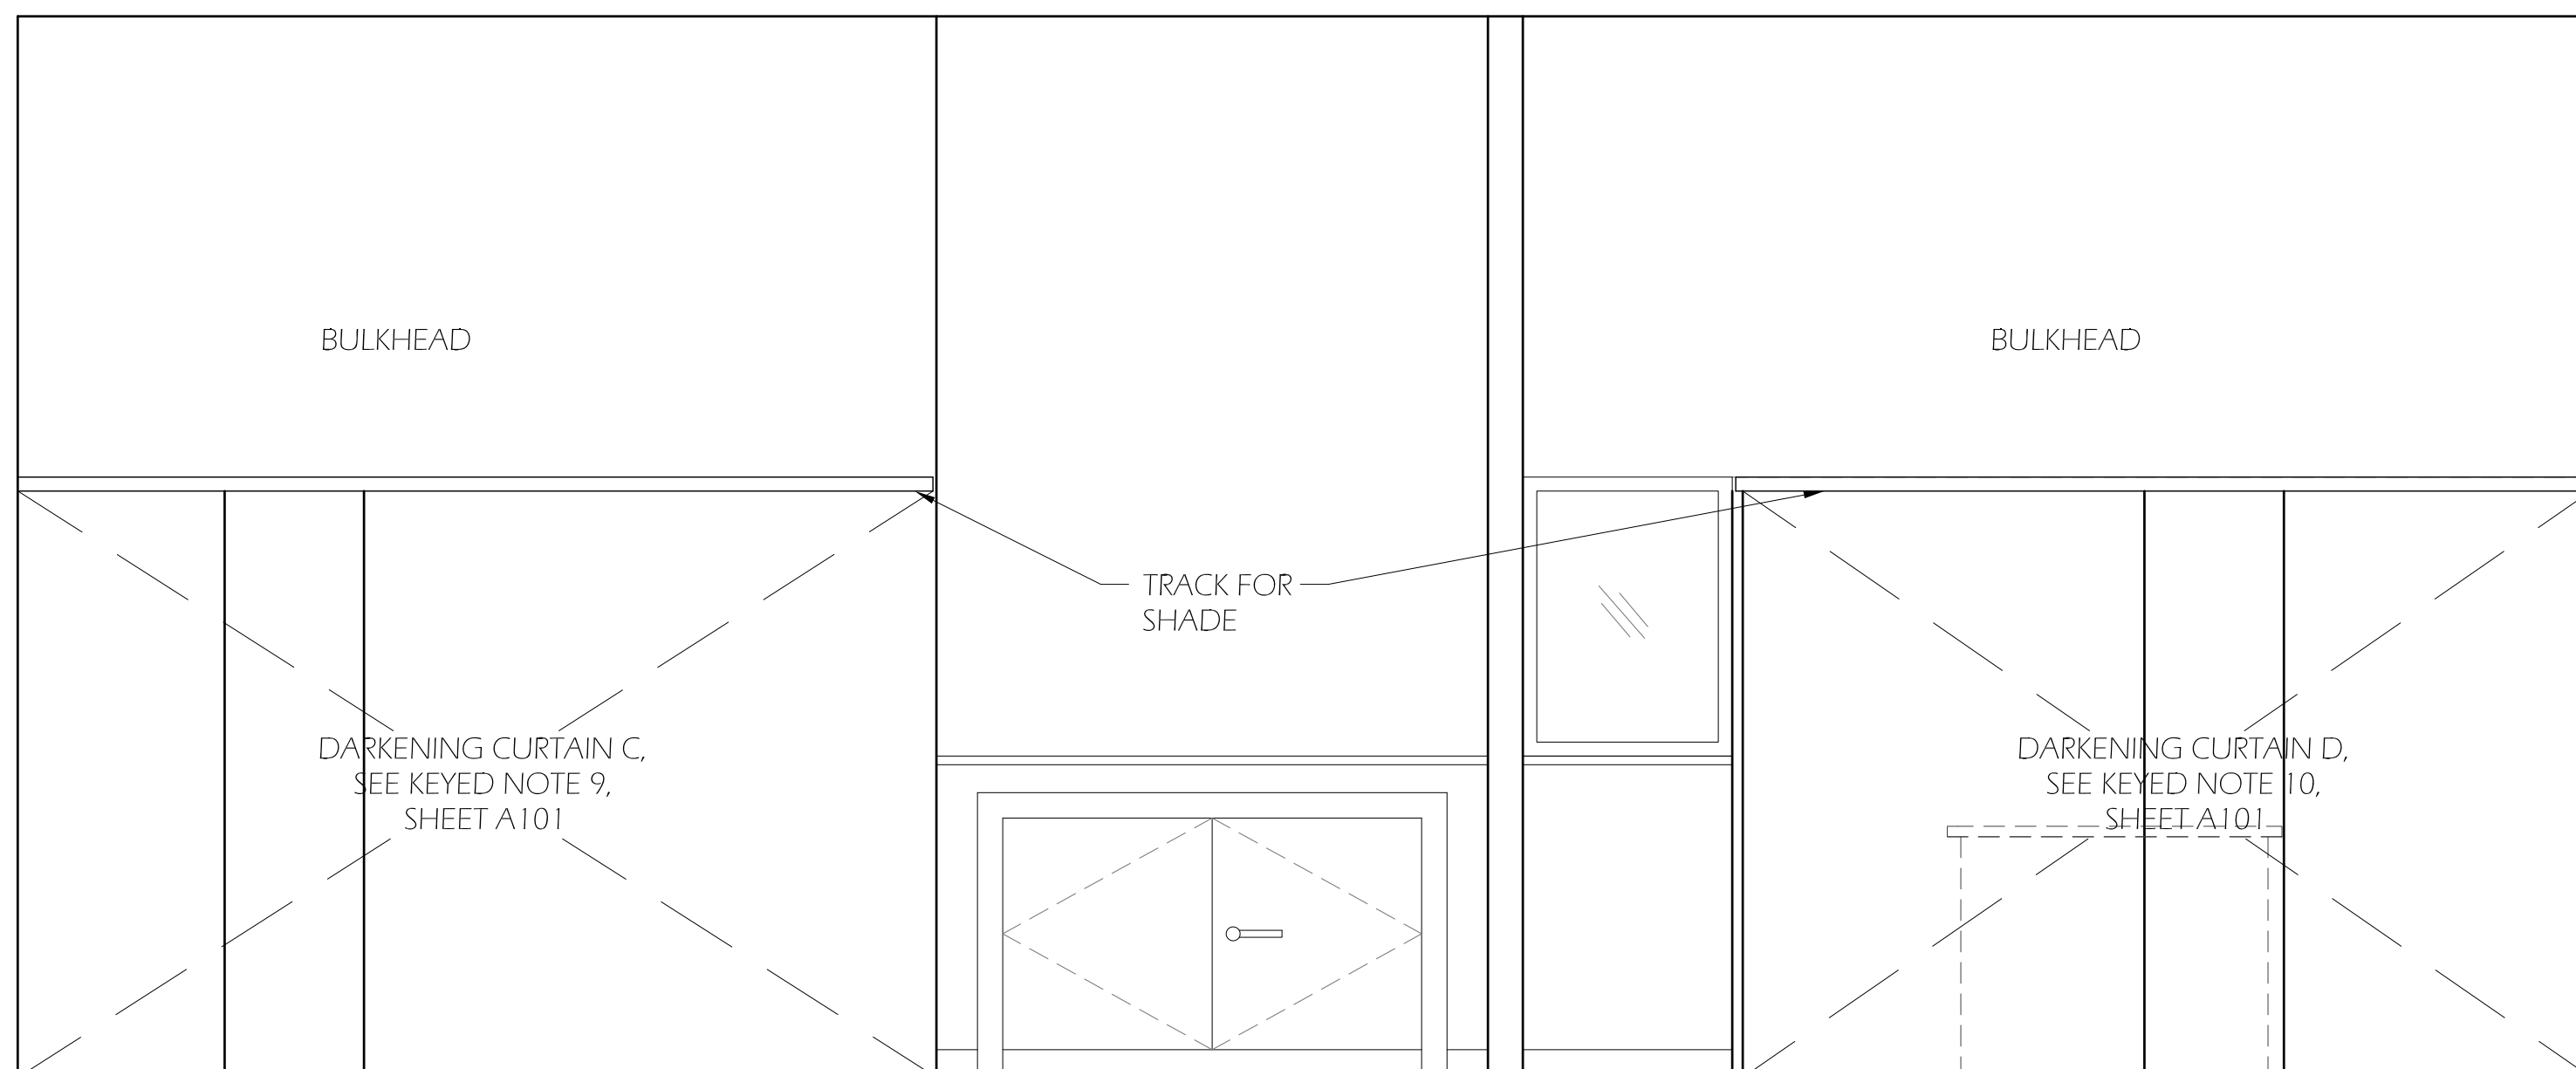 BULKHEAD
BULKHEAD
TRACK FOR
SHADE
DARKENING CURTAIN C,
SEE KEYED NOTE 9,
SHEET A101
DARKENING CURTAIN D,
SEE KEYED NOTE 10,
SHEET A101